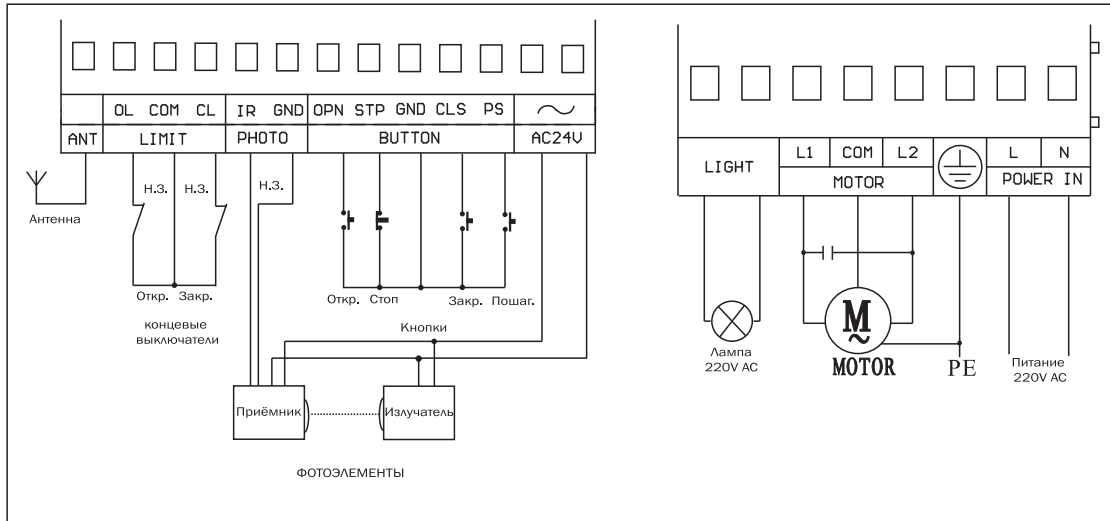 OL COM CL IR GND OPN STP GND CLS PS
ANT LIMIT PHOTO BUTTON AC24V
Н.З. Н.З. Н.З.
Антенна
Откр. Закр.
концевые
выключатели
Откр. Стоп Закр. Пошаг.
Кнопки
Приёмник Излучатель
ФОТОЭЛЕМЕНТЫ
LIGHT L1 COM L2 L N
MOTOR POWER IN
M
Лампа
220V AC
MOTOR
PE
Питание
220V AC